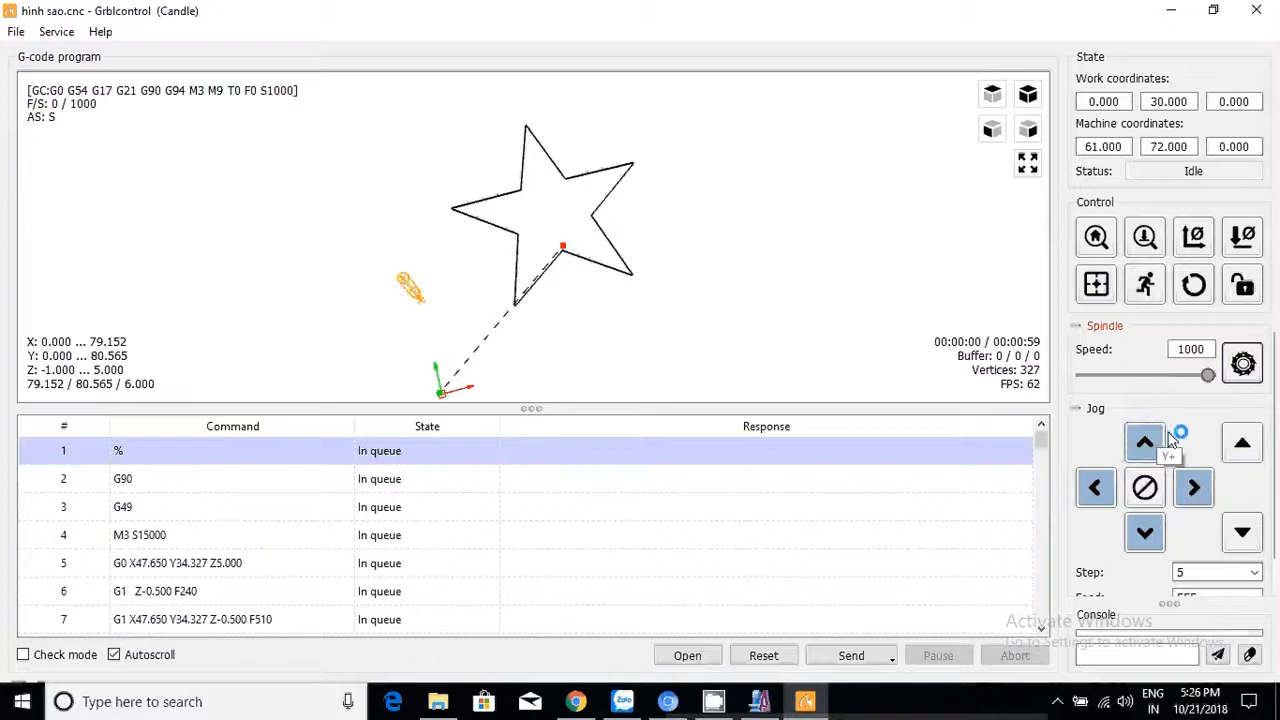 hình sao.cnc - Grblcontrol (Candle)
File Service Help
G-code program
[GC:G0 G54 G17 G21 G90 G94 M3 M9 T0 F0 S1000]
F/S: 0 / 1000
AS: S
X: 0.000 ... 79.152
Y: 0.000 ... 80.565
Z: -1.000 ... 5.000
79.152 / 80.565 / 6.000
00:00:00 / 00:00:59
Buffer: 0 / 0 / 0
Vertices: 327
FPS: 62
# Command State Response
1 % In queue
2 G90 In queue
3 G49 In queue
4 M3 S15000 In queue
5 G0 X47.650 Y34.327 Z5.000 In queue
6 G1 Z-0.500 F240 In queue
7 G1 X47.650 Y34.327 Z-0.500 F510 In queue
Check mode Autoscroll Open Reset Send Pause Abort
State
Work coordinates:
0.000 30.000 0.000
Machine coordinates:
61.000 72.000 0.000
Status: Idle
Control
Spindle
Speed: 1000
Jog
Y+
Step: 5
Console
Activate Windows
Go to Settings to activate Windows.
Type here to search
Zalo
ENG
IN
5:26 PM
10/21/2018